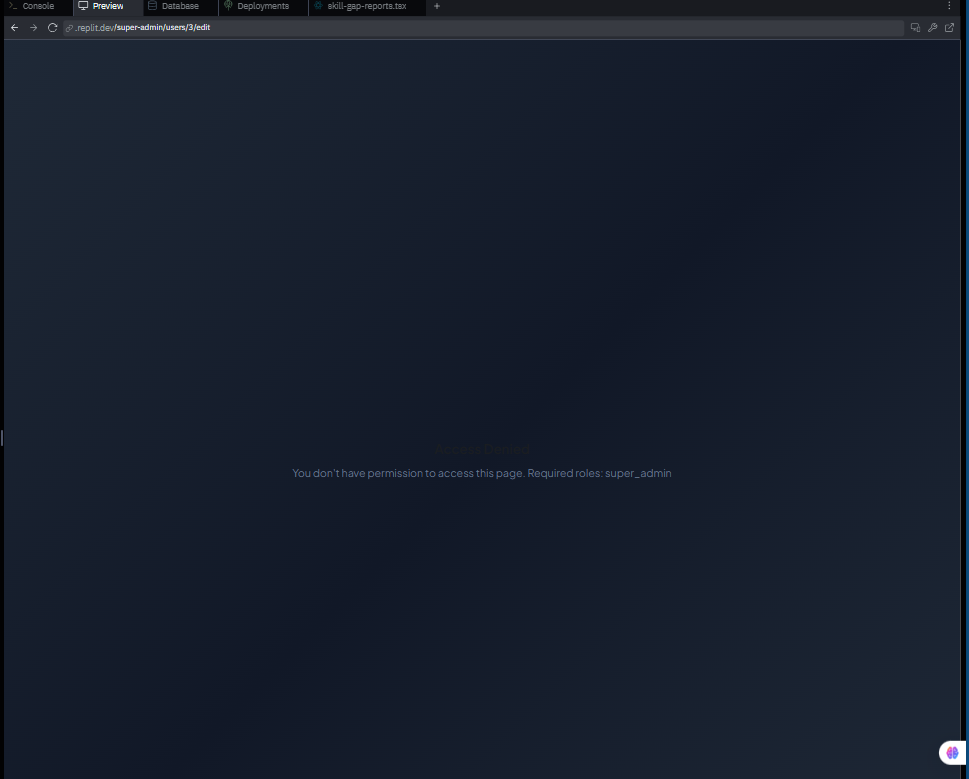 Console
Preview
Database
Deployments
skill-gap-reports.tsx
.replit.dev/super-admin/users/3/edit
Access Denied
You don't have permission to access this page. Required roles: super_admin